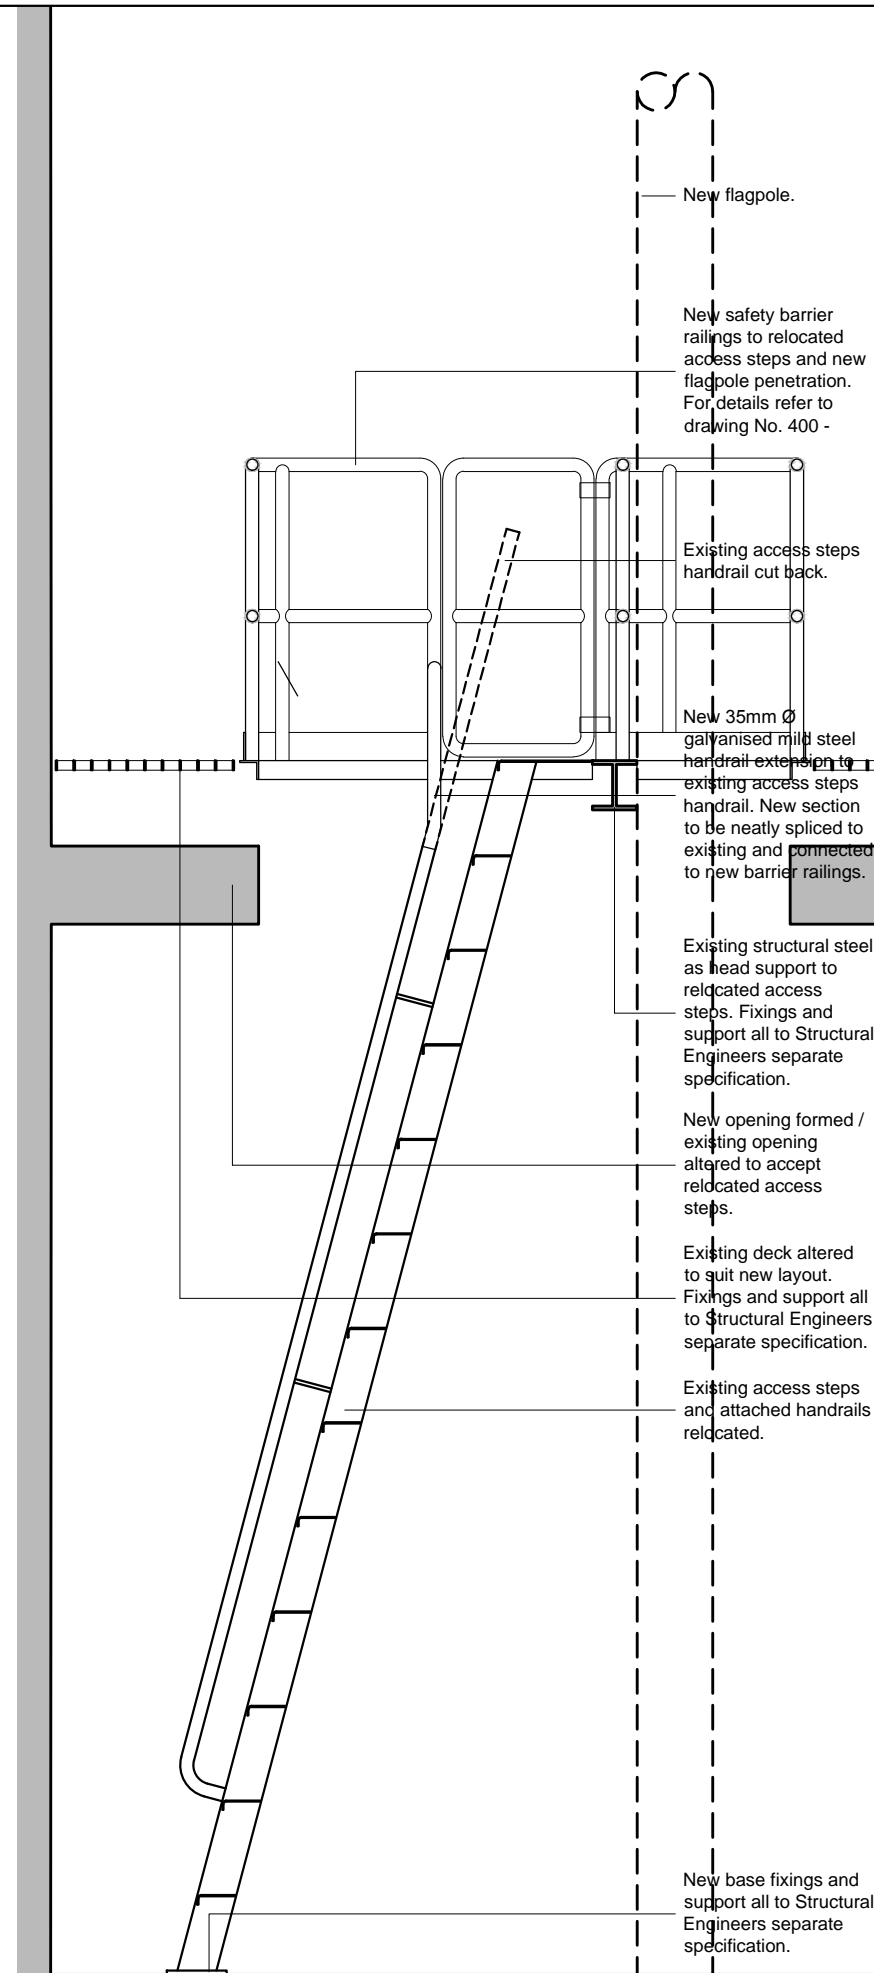 New flagpole.
New safety barrier
railings to relocated
access steps and new
flagpole penetration.
For details refer to
drawing No. 400 -
Existing access steps
handrail cut back.
New 35mm Ø
galvanised mild steel
handrail extension to
existing access steps
handrail. New section
to be neatly spliced to
existing and connected
to new barrier railings.
Existing structural steel
as head support to
relocated access
steps. Fixings and
support all to Structural
Engineers separate
specification.
New opening formed /
existing opening
altered to accept
relocated access
steps.
Existing deck altered
to suit new layout.
Fixings and support all
to Structural Engineers
separate specification.
Existing access steps
and attached handrails
relocated.
New base fixings and
support all to Structural
Engineers separate
specification.